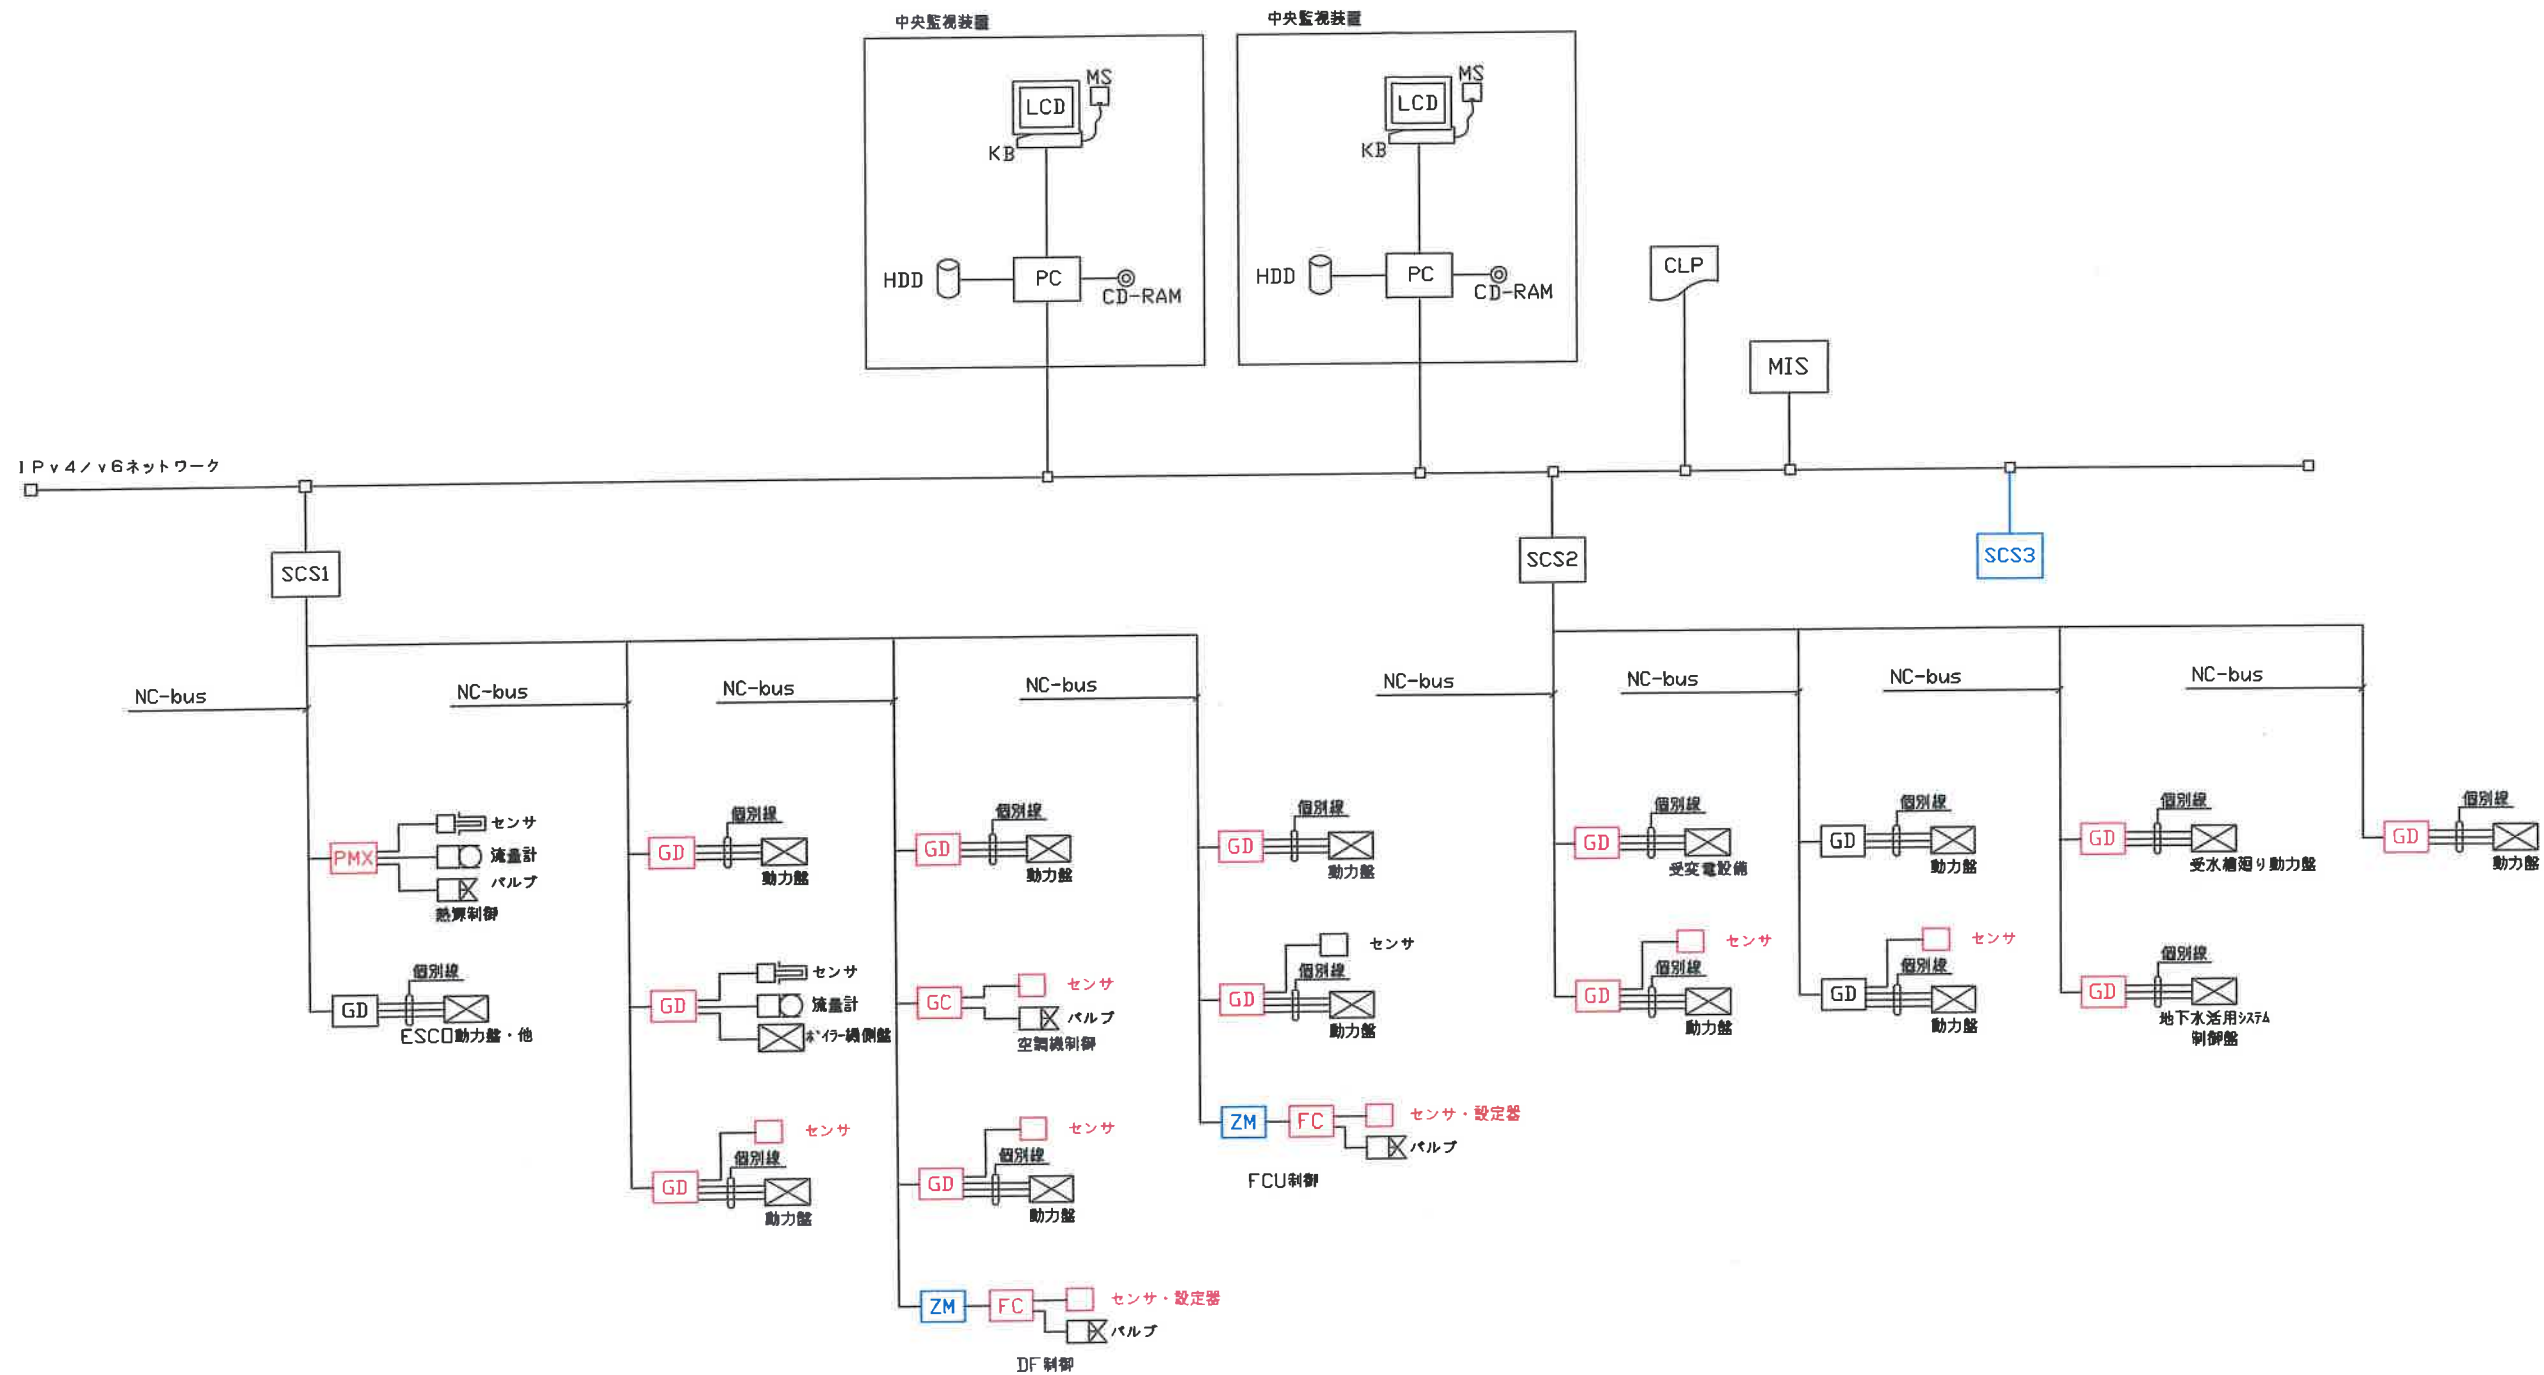 中央監視装置
中央監視装置
MS
LCD
KB
MS
LCD
KB
HDD
PC
CD-RAM
HDD
PC
CD-RAM
CLP
MIS
IPv4/v6ネットワーク
SCS1
SCS2
SCS3
NC-bus
NC-bus
NC-bus
NC-bus
NC-bus
NC-bus
NC-bus
NC-bus
PMX
センサ
流量計
バルブ
熱源制御
GD
個別線
ESCO動力盤・他
GD
個別線
動力盤
GD
センサ
流量計
ボイラー機側盤
GD
センサ
個別線
動力盤
GD
個別線
動力盤
GC
センサ
バルブ
空調機制御
GD
センサ
個別線
動力盤
ZM
FC
センサ・設定器
バルブ
DF制御
GD
個別線
動力盤
GD
センサ
個別線
動力盤
ZM
FC
センサ・設定器
バルブ
FCU制御
GD
個別線
受変電設備
GD
センサ
個別線
動力盤
GD
個別線
動力盤
GD
センサ
個別線
動力盤
GD
個別線
受水槽廻り動力盤
GD
個別線
地下水活用システム
制御盤
GD
個別線
動力盤